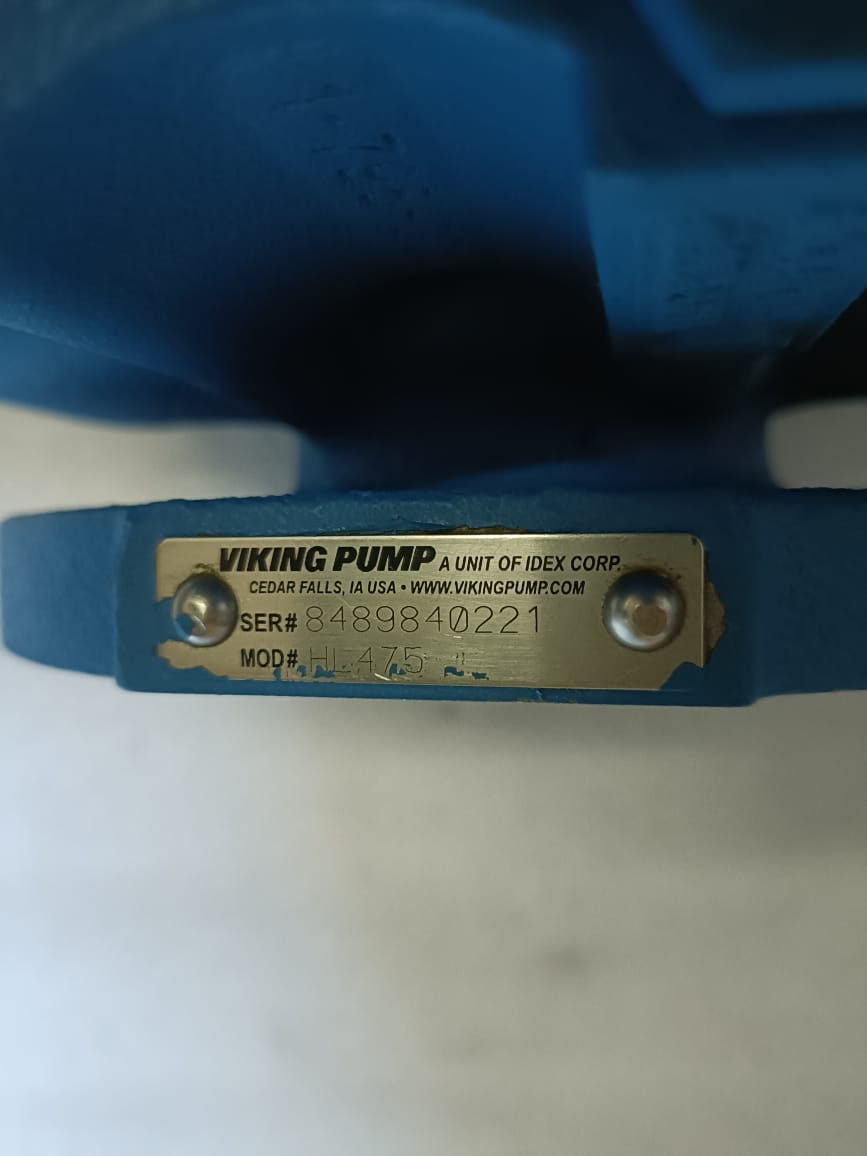 VIKING PUMP A UNIT OF IDEX CORP.
CEDAR FALLS, IA USA • WWW.VIKINGPUMP.COM
SER# 8489840221
MOD# HL475